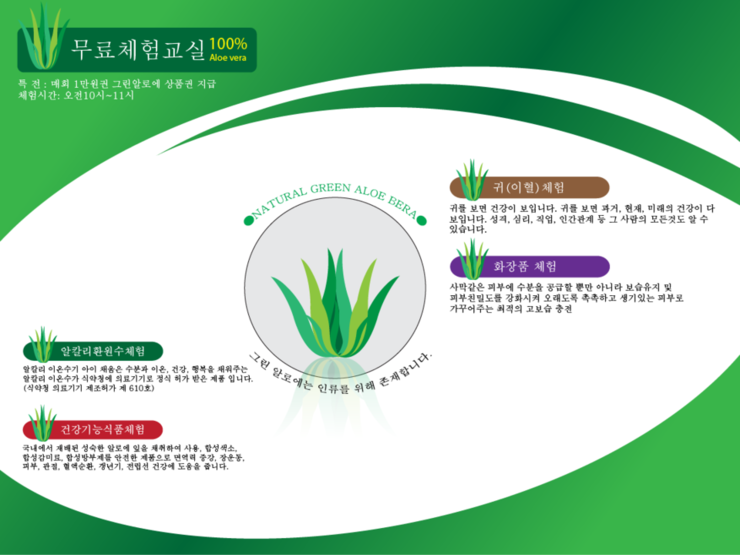 무료체험교실 100%
Aloe vera
특 전 : 매회 1만원권 그린알로에 상품권 지급
체험시간: 오전10시~11시
NATURAL GREEN ALOE BERA
그린 알로에는 인류를 위해 존재합니다.
귀(이혈)체험
귀를 보면 건강이 보입니다. 귀를 보면 과거, 현재, 미래의 건강이 다
보입니다. 성격, 심리, 직업, 인간관계 등 그 사람의 모든것도 알 수
있습니다.
화장품 체험
사막같은 피부에 수분을 공급할 뿐만 아니라 보습유지 및
피부친밀도를 강화시켜 오래도록 촉촉하고 생기있는 피부로
가꾸어주는 최적의 고보습 충전
알칼리환원수체험
알칼리 이온수기 아이 채움은 수분과 이온, 건강, 행복을 채워주는
알칼리 이온수가 식약청에 의료기기로 정식 허가 받은 제품 입니다.
(식약청 의료기기 제조허가 제 610호)
건강기능식품체험
국내에서 재배된 성숙한 알로에 잎을 채취하여 사용, 합성색소,
합성감미료, 합성방부제를 안전한 제품으로 면역력 증강, 장운동,
피부, 관절, 혈액순환, 갱년기, 전립선 건강에 도움을 줍니다.